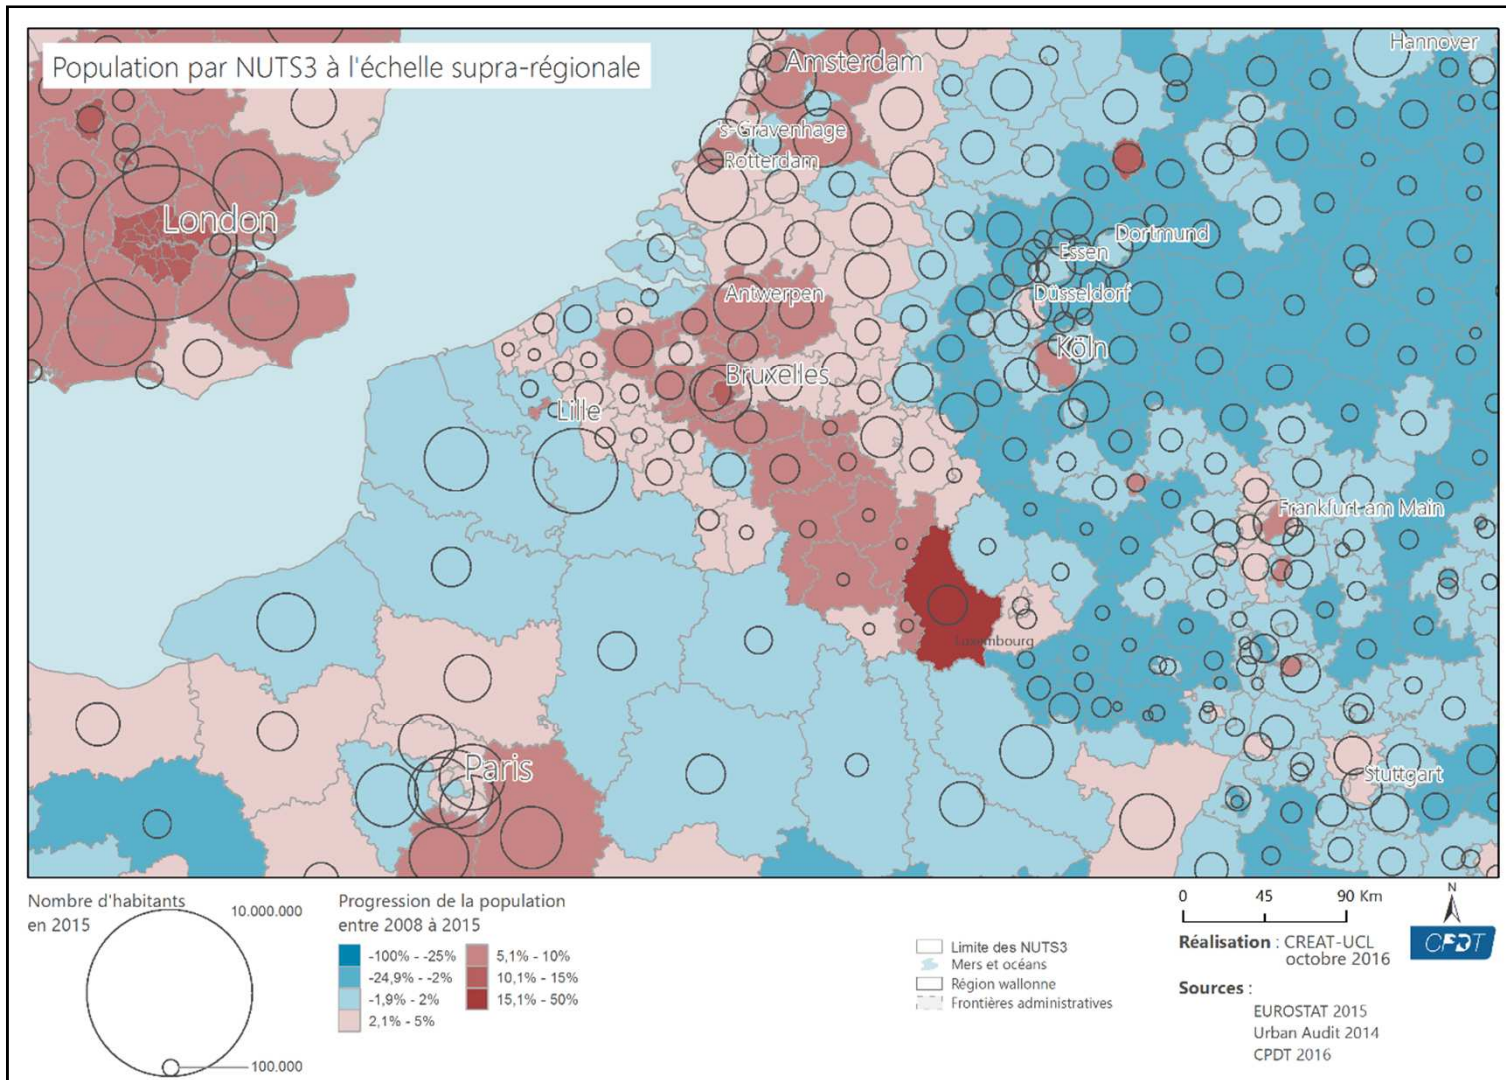 Population par NUTS3 à l'échelle supra-régionale
Hannover
Amsterdam
's-Gravenhage
Rotterdam
London
Dortmund
Essen
Antwerpen
Düsseldorf
Köln
Bruxelles
Lille
Frankfurt am Main
Luxembourg
Paris
Stuttgart
Nombre d'habitants
en 2015
10.000.000
100.000
Progression de la population
entre 2008 à 2015
-100% - -25%
-24,9% - -2%
-1,9% - 2%
2,1% - 5%
5,1% - 10%
10,1% - 15%
15,1% - 50%
Limite des NUTS3
Mers et océans
Région wallonne
Frontières administratives
0 45 90 Km
N
Réalisation : CREAT-UCL
octobre 2016
CPDT
Sources :
EUROSTAT 2015
Urban Audit 2014
CPDT 2016